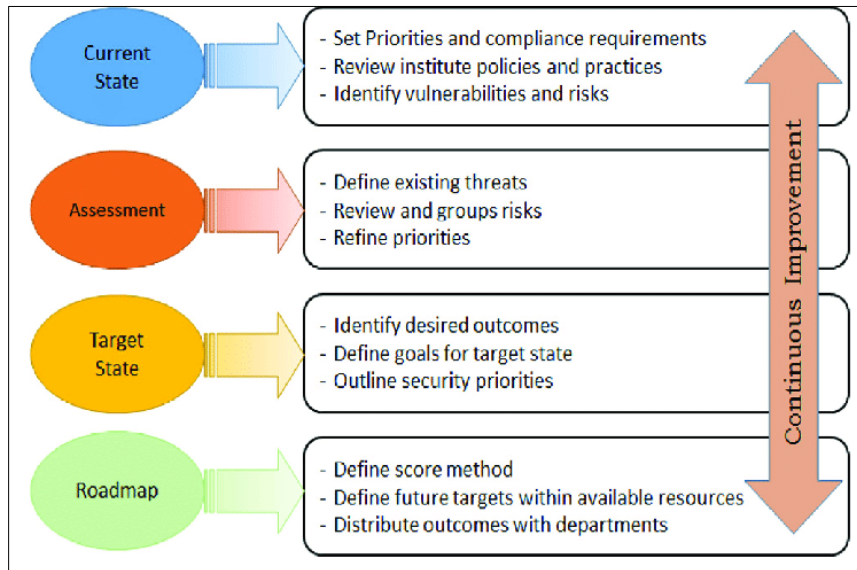 Current
State
- Set Priorities and compliance requirements
- Review institute policies and practices
- Identify vulnerabilities and risks
Assessment
- Define existing threats
- Review and groups risks
- Refine priorities
Target
State
- Identify desired outcomes
- Define goals for target state
- Outline security priorities
Roadmap
- Define score method
- Define future targets within available resources
- Distribute outcomes with departments
Continuous Improvement